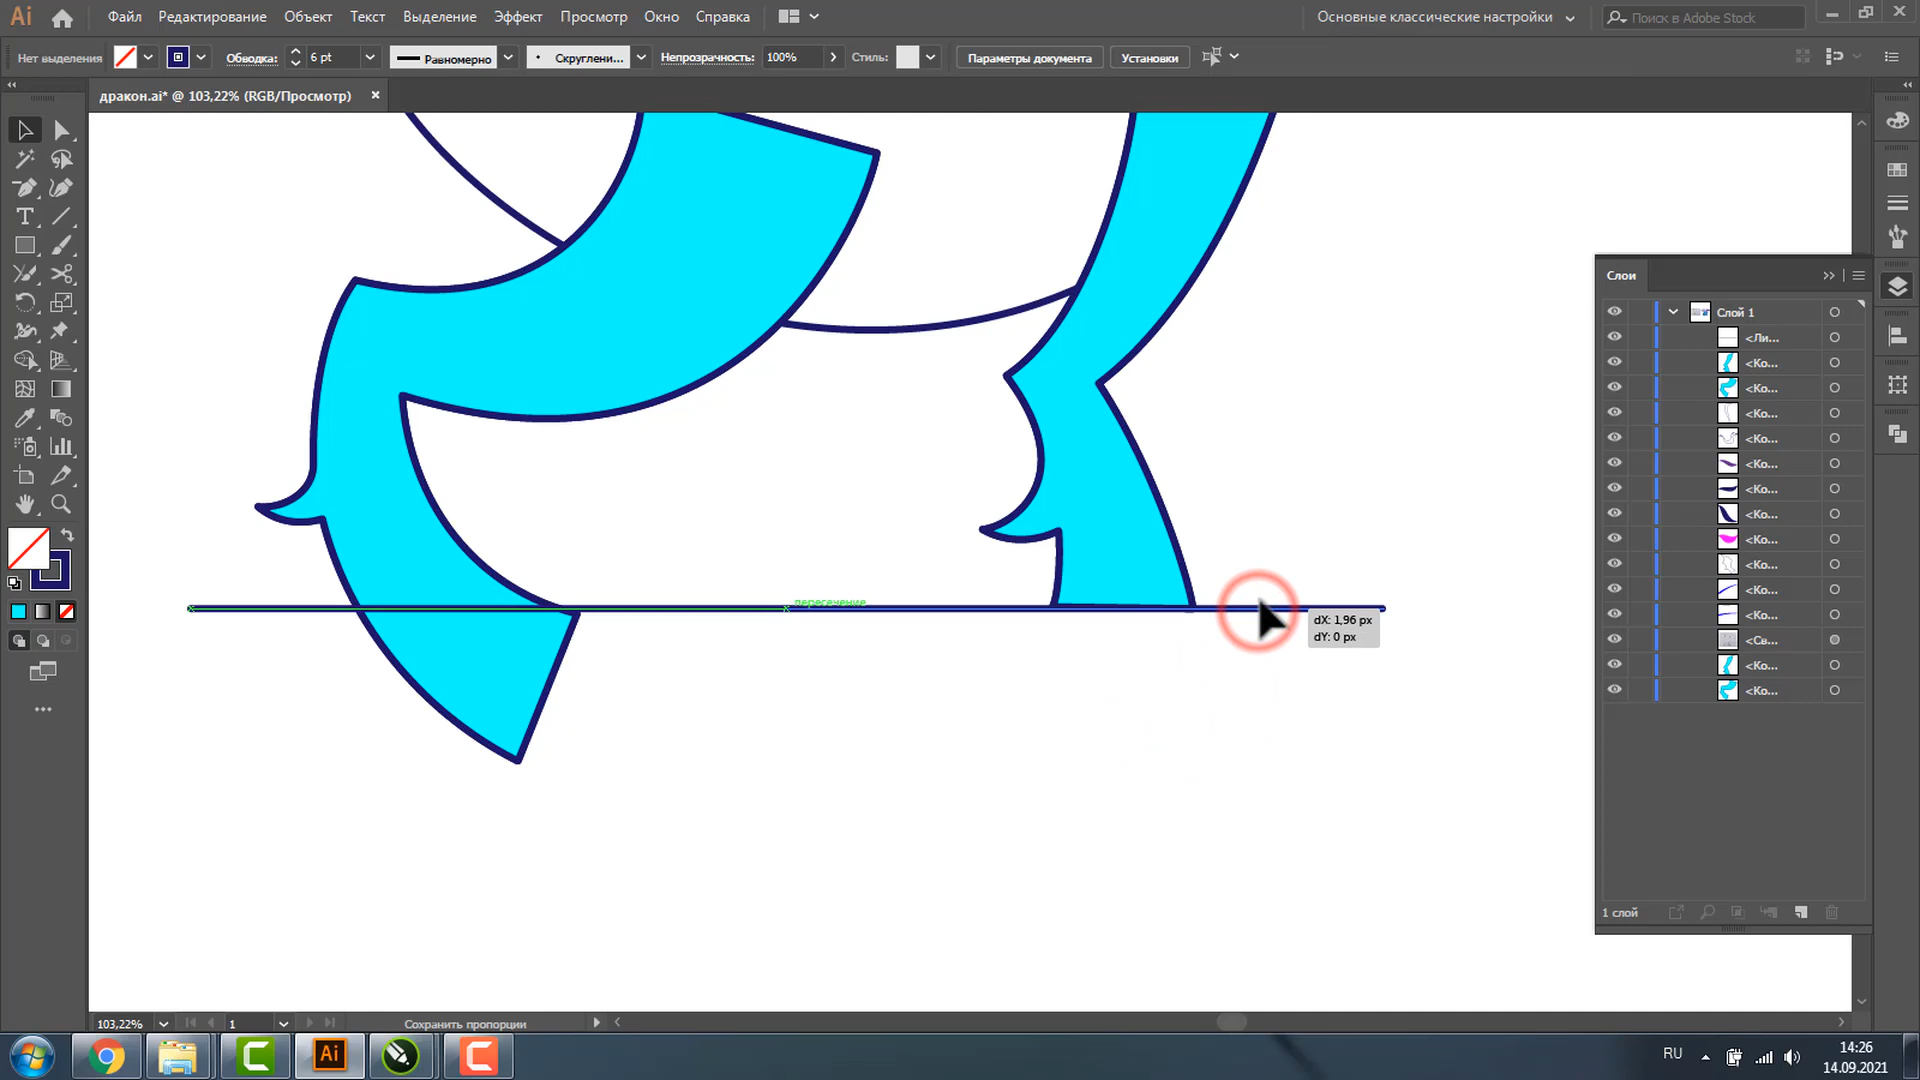 Ai Файл Редактирование Объект Текст Выделение Эффект Просмотр Окно Справка Основные классические настройки Поиск в Adobe Stock
Нет выделения Обводка: 6 pt Равномерно Скруглени... Непрозрачность: 100% Стиль: Параметры документа Установки
дракон.ai* @ 103,22% (RGB/Просмотр)
Слои
Слой 1
<Ли...
<Ко...
<Ко...
<Ко...
<Ко...
<Ко...
<Ко...
<Ко...
<Ко...
<Ко...
<Ко...
<Ко...
<Св...
<Ко...
<Ко...
1 слой
пересечение
dX: 1,96 px
dY: 0 px
103,22% 1 Сохранить пропорции
Ai
RU
14:26
14.09.2021